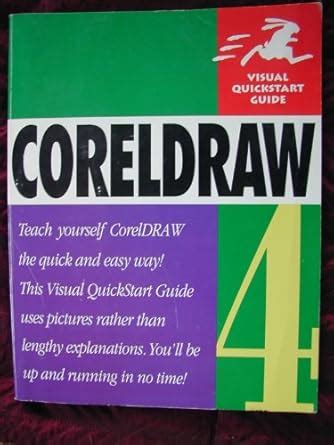 VISUAL
QUICKSTART
GUIDE
CORELDRAW
4
Teach yourself CorelDRAW
the quick and easy way!
This Visual QuickStart Guide
uses pictures rather than
lengthy explanations. You'll be
up and running in no time!